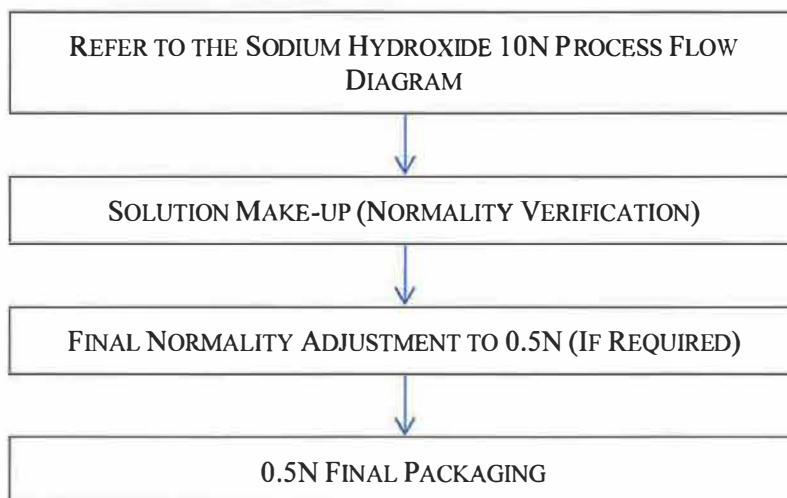 REFER TO THE SODIUM HYDROXIDE 10N PROCESS FLOW
DIAGRAM
SOLUTION MAKE-UP (NORMALITY VERIFICATION)
FINAL NORMALITY ADJUSTMENT TO 0.5N (IF REQUIRED)
0.5N FINAL PACKAGING